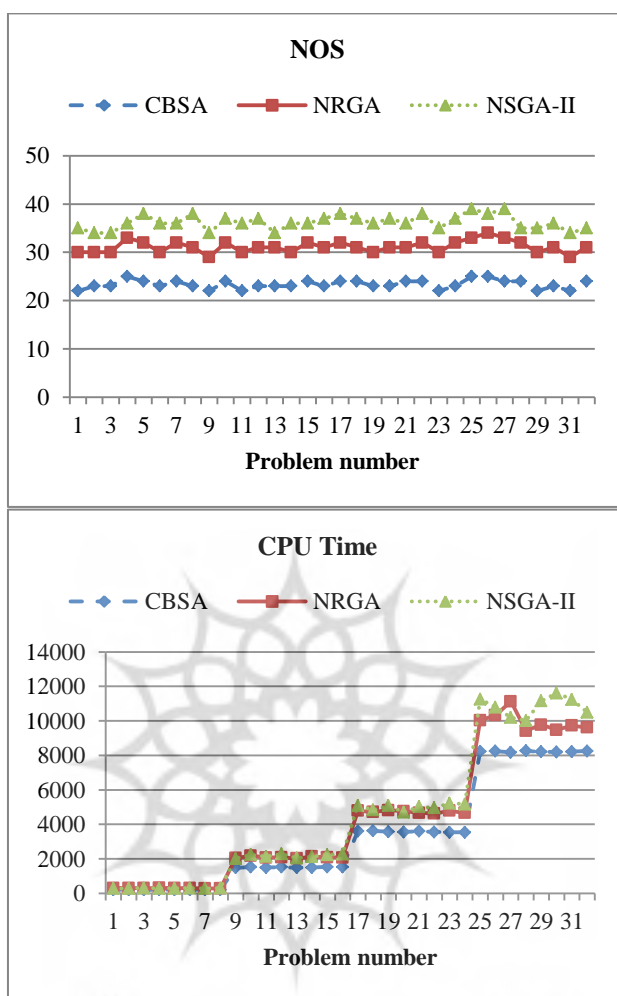 NOS
CBSA NRGA NSGA-II
50
40
30
20
10
0
1 3 5 7 9 11 13 15 17 19 21 23 25 27 29 31
Problem number
CPU Time
CBSA NRGA NSGA-II
14000
12000
10000
8000
6000
4000
2000
0
1 3 5 7 9 11 13 15 17 19 21 23 25 27 29 31
Problem number